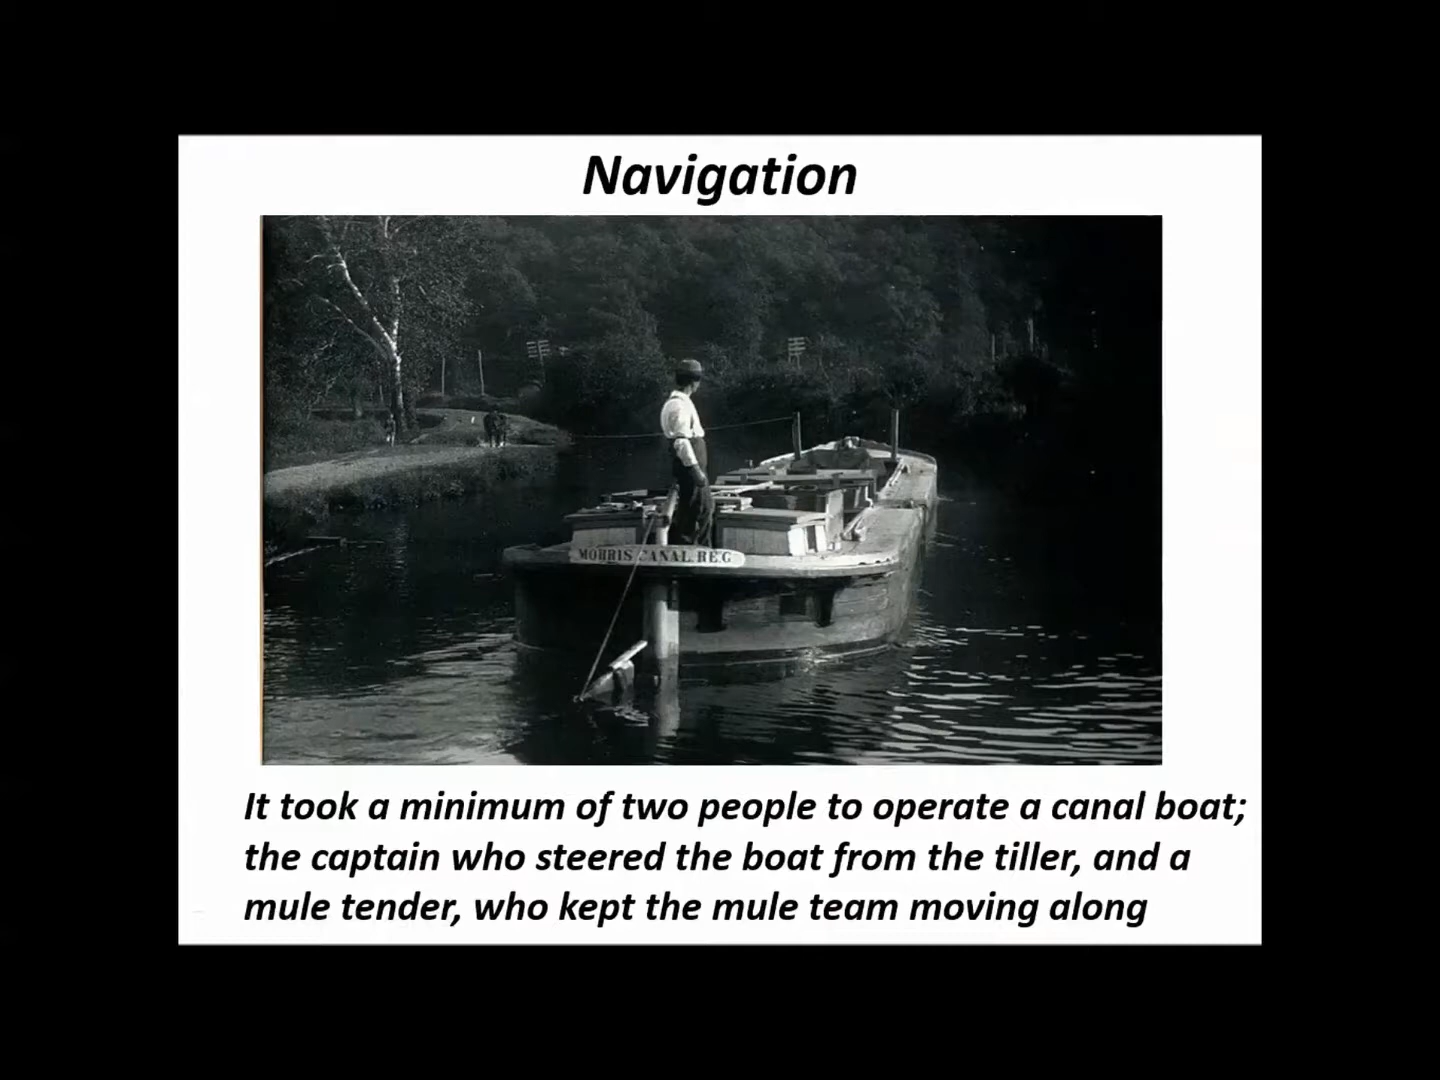 Navigation
MORRIS CANAL REG
It took a minimum of two people to operate a canal boat;
the captain who steered the boat from the tiller, and a
mule tender, who kept the mule team moving along